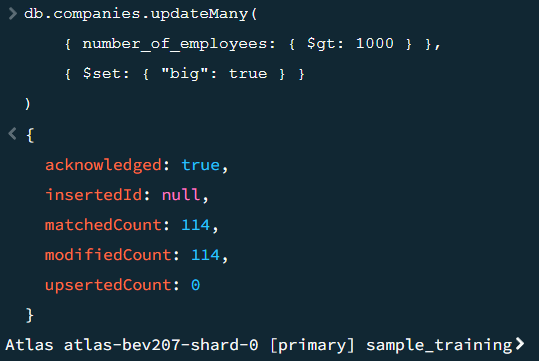 > db.companies.updateMany(
{ number_of_employees: { $gt: 1000 } },
{ $set: { "big": true } }
)
< {
acknowledged: true,
insertedId: null,
matchedCount: 114,
modifiedCount: 114,
upsertedCount: 0
}
Atlas atlas-bev207-shard-0 [primary] sample_training>